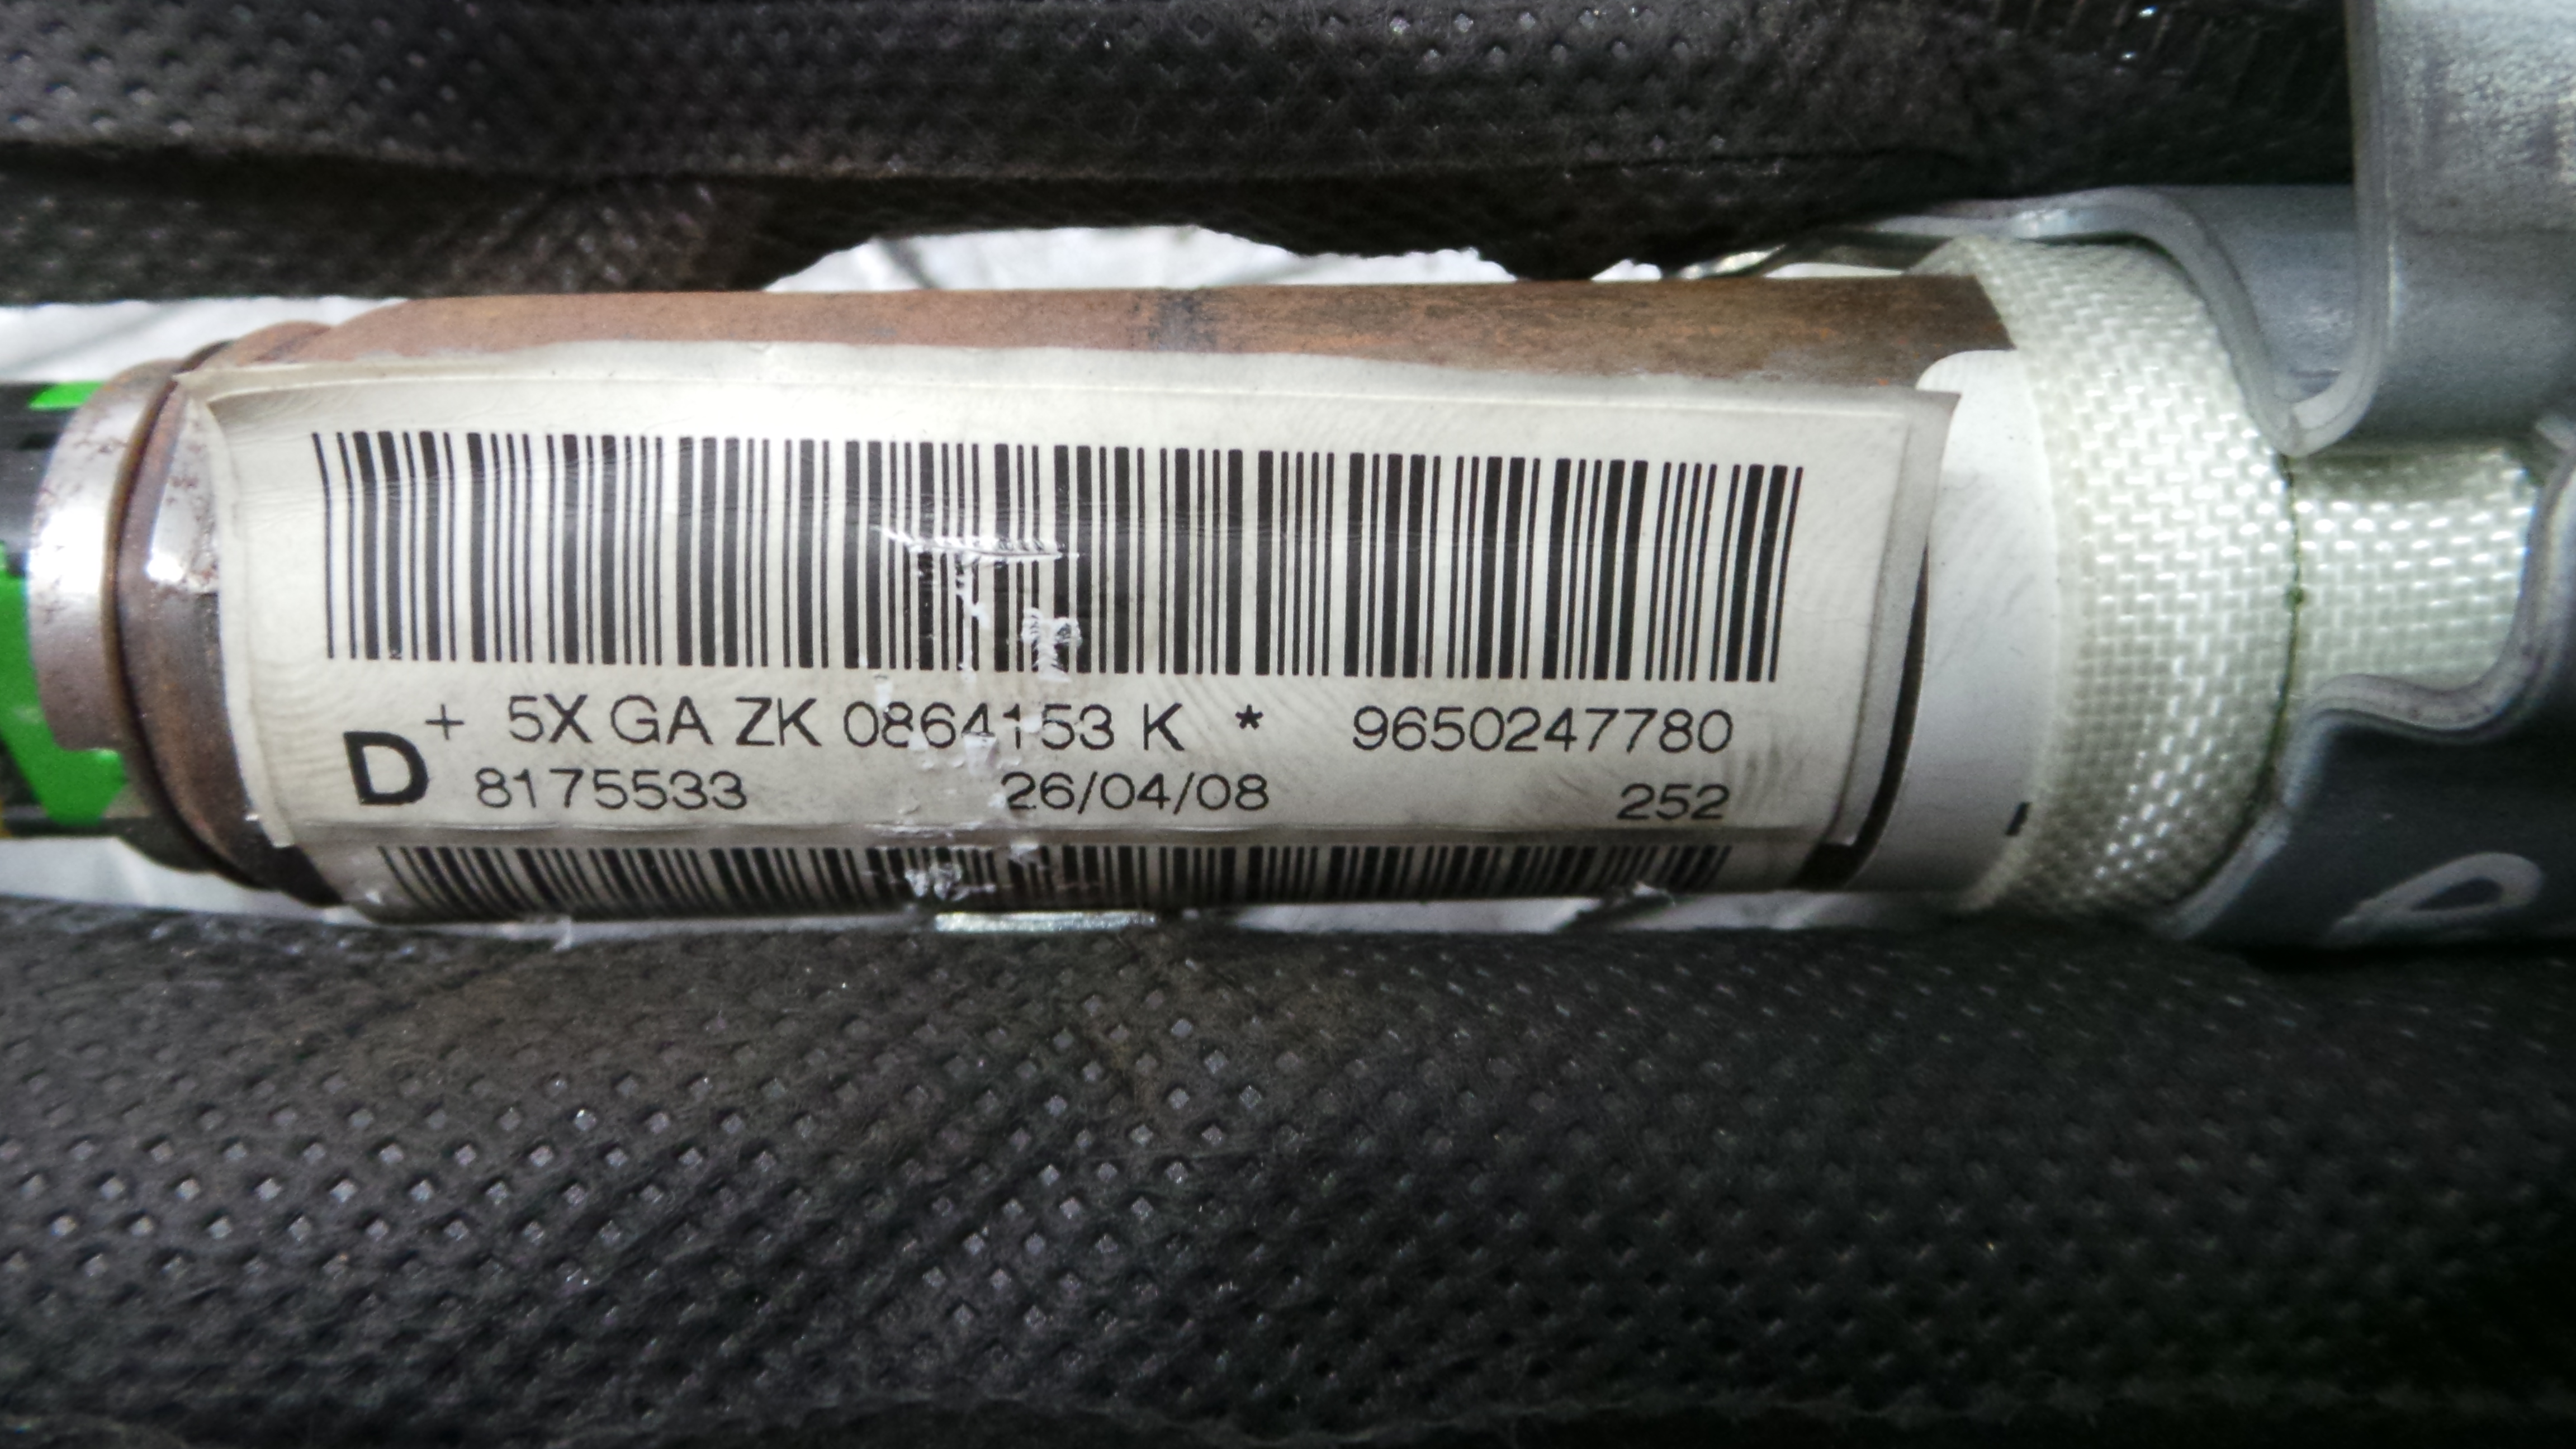 + 5X GA ZK 0864153 K * 9650247780
D 8175533 26/04/08 252